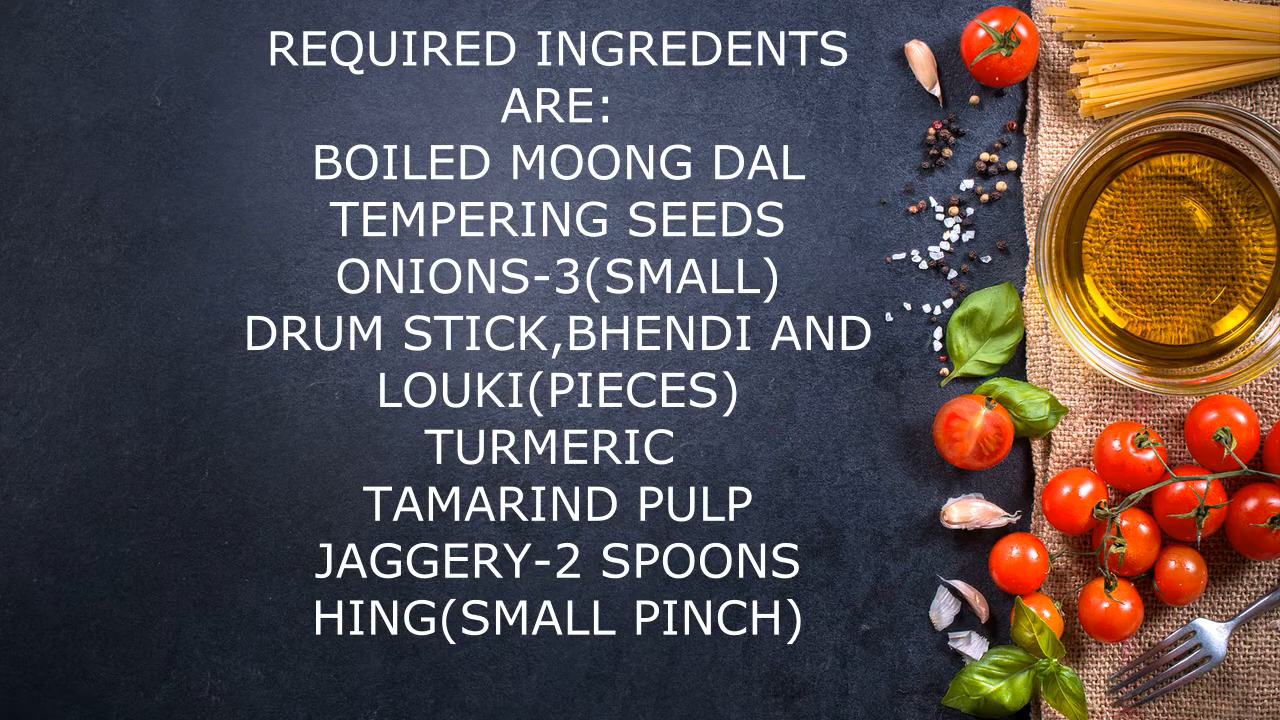 REQUIRED INGREDENTS
ARE:
BOILED MOONG DAL
TEMPERING SEEDS
ONIONS-3(SMALL)
DRUM STICK,BHENDI AND
LOUKI(PIECES)
TURMERIC
TAMARIND PULP
JAGGERY-2 SPOONS
HING(SMALL PINCH)